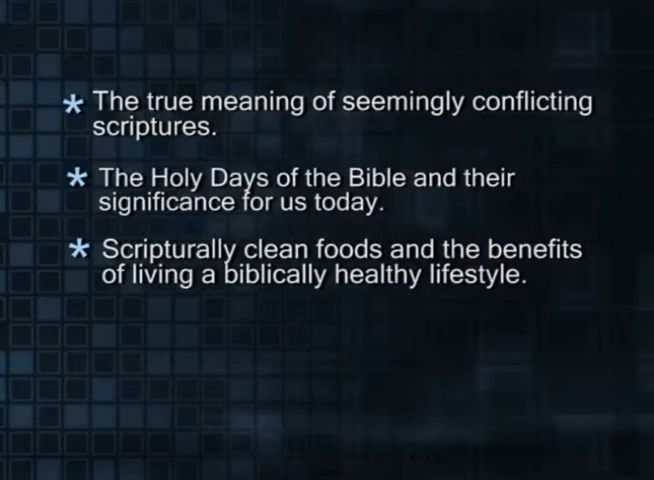 * The true meaning of seemingly conflicting
scriptures.
* The Holy Days of the Bible and their
significance for us today.
* Scripturally clean foods and the benefits
of living a biblically healthy lifestyle.